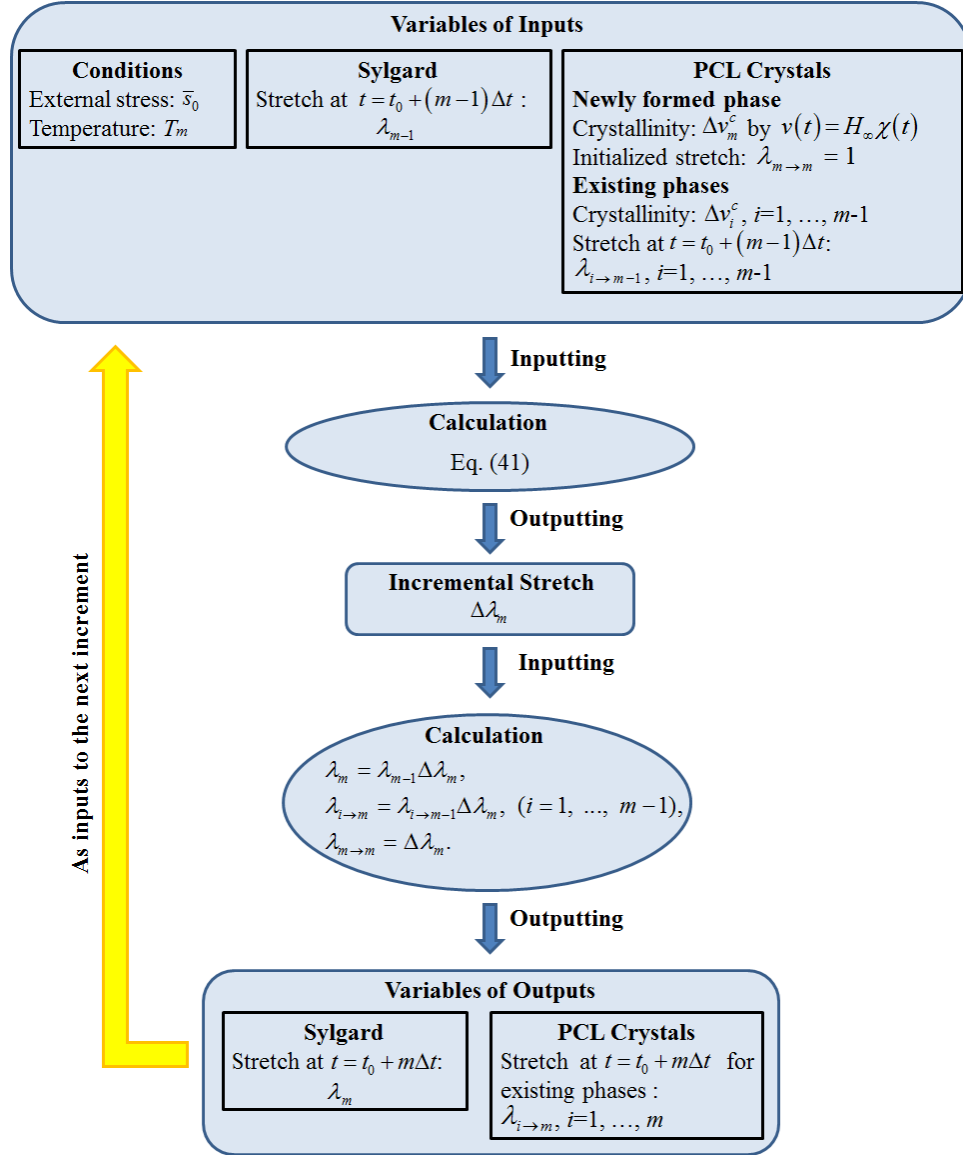 Variables of Inputs
Conditions
External stress: s̅₀
Temperature: Tₘ
Sylgard
Stretch at t = t₀ + (m−1)Δt :
λₘ₋₁
PCL Crystals
Newly formed phase
Crystallinity: Δvₘᶜ by v(t) = H∞χ(t)
Initialized stretch: λₘ→ₘ = 1
Existing phases
Crystallinity: Δvᵢᶜ, i=1, …, m-1
Stretch at t = t₀ + (m−1)Δt:
λᵢ→ₘ₋₁, i=1, …, m-1
Inputting
Calculation
Eq. (41)
Outputting
Incremental Stretch
Δλₘ
Inputting
Calculation
λₘ = λₘ₋₁Δλₘ,
λᵢ→ₘ = λᵢ→ₘ₋₁Δλₘ, (i = 1, ..., m−1),
λₘ→ₘ = Δλₘ.
Outputting
As inputs to the next increment
Variables of Outputs
Sylgard
Stretch at t = t₀ + mΔt:
λₘ
PCL Crystals
Stretch at t = t₀ + mΔt for
existing phases :
λᵢ→ₘ, i=1, …, m